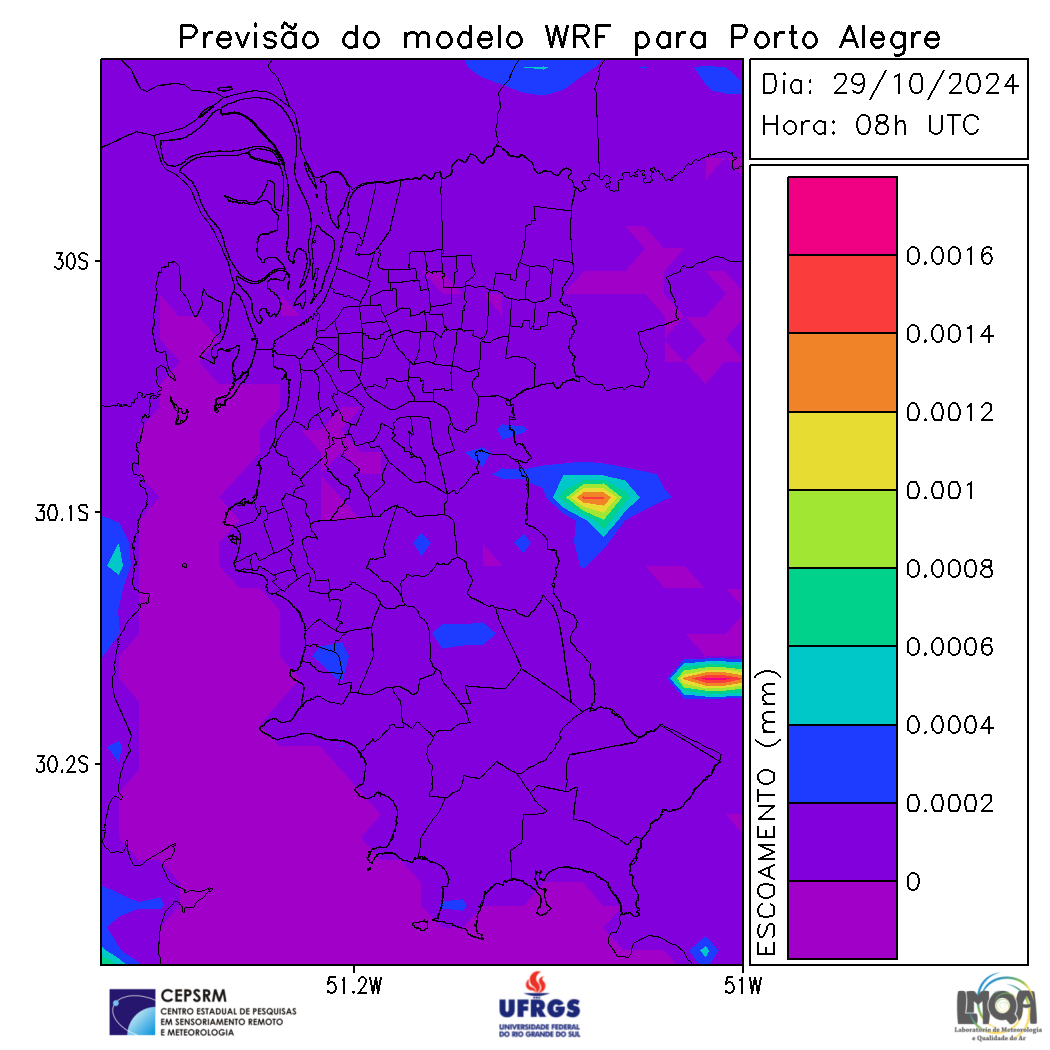 Previsão do modelo WRF para Porto Alegre
Dia: 29/10/2024
Hora: 08h UTC
30S
30.1S
30.2S
51.2W
51W
ESCOAMENTO (mm)
0.0016
0.0014
0.0012
0.001
0.0008
0.0006
0.0004
0.0002
0
CEPSRM
CENTRO ESTADUAL DE PESQUISAS
EM SENSORIAMENTO REMOTO
E METEOROLOGIA
UFRGS
UNIVERSIDADE FEDERAL
DO RIO GRANDE DO SUL
LMQA
Laboratório de Meteorologia
e Qualidade do Ar